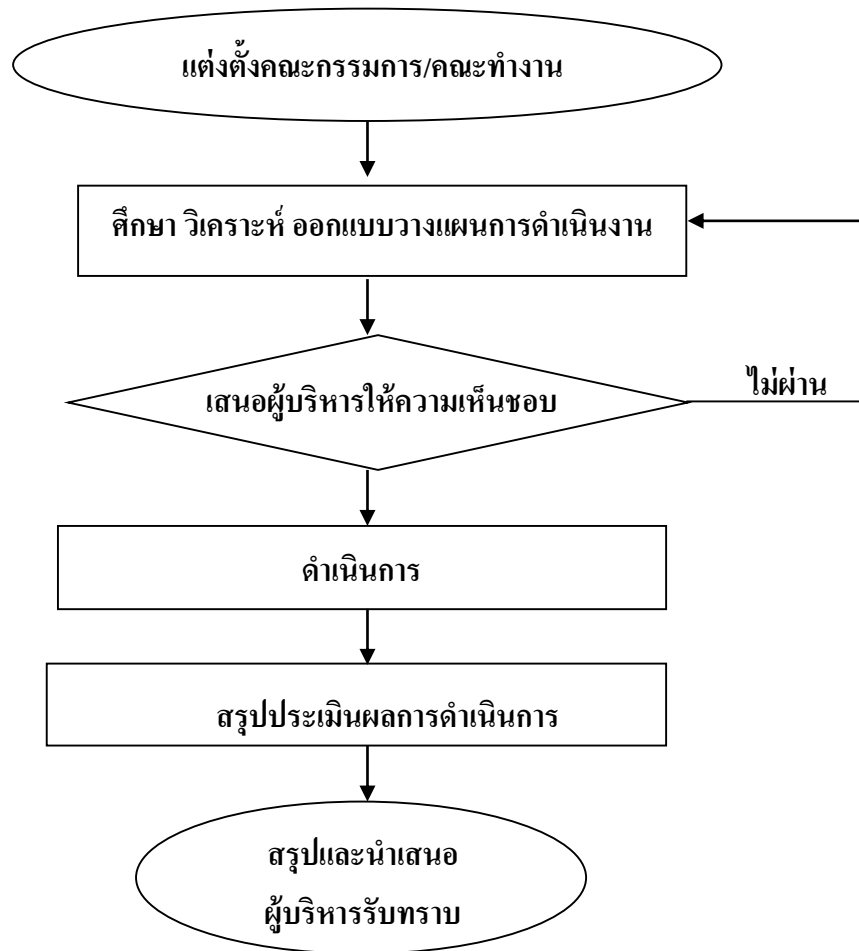 แต่งตั้งคณะกรรมการ/คณะทำงาน
ศึกษา วิเคราะห์ ออกแบบวางแผนการดำเนินงาน
เสนอผู้บริหารให้ความเห็นชอบ
ไม่ผ่าน
ดำเนินการ
สรุปประเมินผลการดำเนินการ
สรุปและนำเสนอ
ผู้บริหารรับทราบ